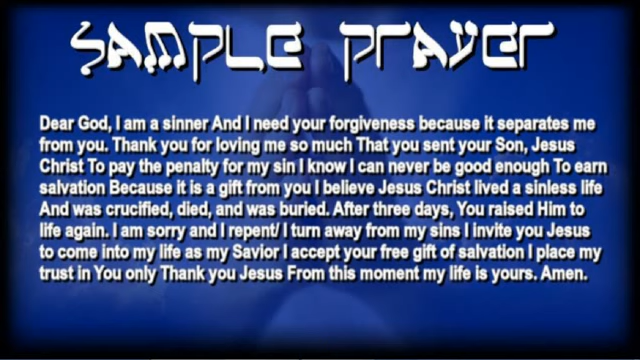 SAMPLE PRAYER
Dear God, I am a sinner And I need your forgiveness because it separates me
from you. Thank you for loving me so much That you sent your Son, Jesus
Christ To pay the penalty for my sin I know I can never be good enough To earn
salvation Because it is a gift from you I believe Jesus Christ lived a sinless life
And was crucified, died, and was buried. After three days, You raised Him to
life again. I am sorry and I repent/ I turn away from my sins I invite you Jesus
to come into my life as my Savior I accept your free gift of salvation I place my
trust in You only Thank you Jesus From this moment my life is yours. Amen.